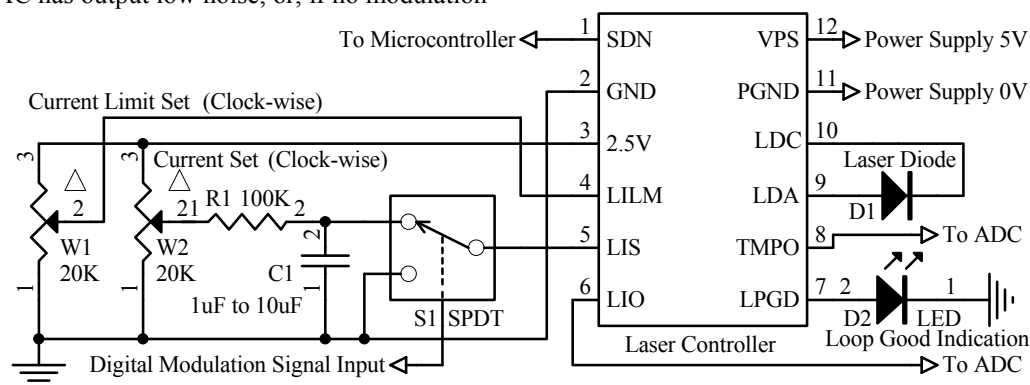 AC has output low noise; or, if no modulation
To Microcontroller
1
SDN
VPS
12
Power Supply 5V
2
GND
PGND
11
Power Supply 0V
Current Limit Set (Clock-wise)
3
2.5V
LDC
10
3
3
Current Set (Clock-wise)
Laser Diode
4
LILM
LDA
9
D1
2
W1
20K
21
W2
20K
R1 100K
2
2
C1
1
1uF to 10uF
5
LIS
TMPO
8
To ADC
1
1
S1 SPDT
6
LIO
LPGD
7
2
1
D2
LED
Loop Good Indication
Laser Controller
Digital Modulation Signal Input
To ADC